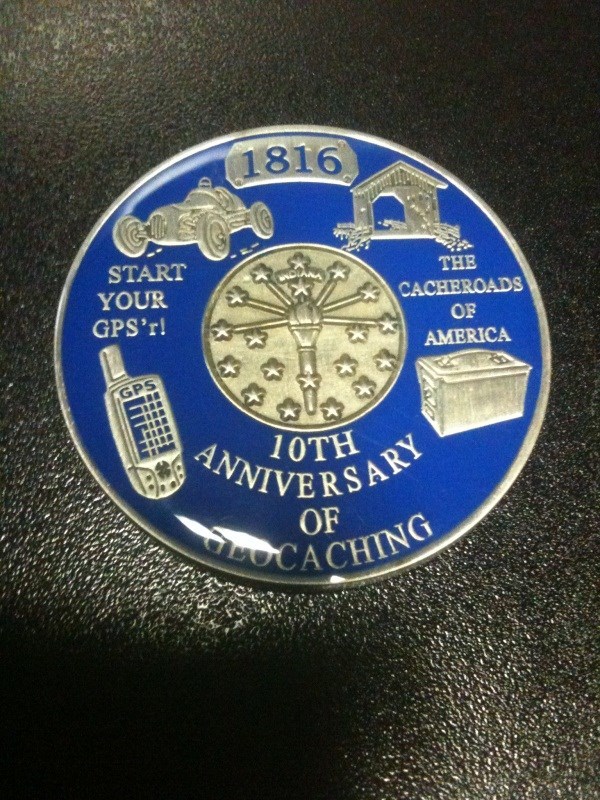 1816
INDIANA
START
YOUR
GPS'r!
THE
CACHEROADS
OF
AMERICA
GPS
10TH
ANNIVERSARY
OF
GEOCACHING